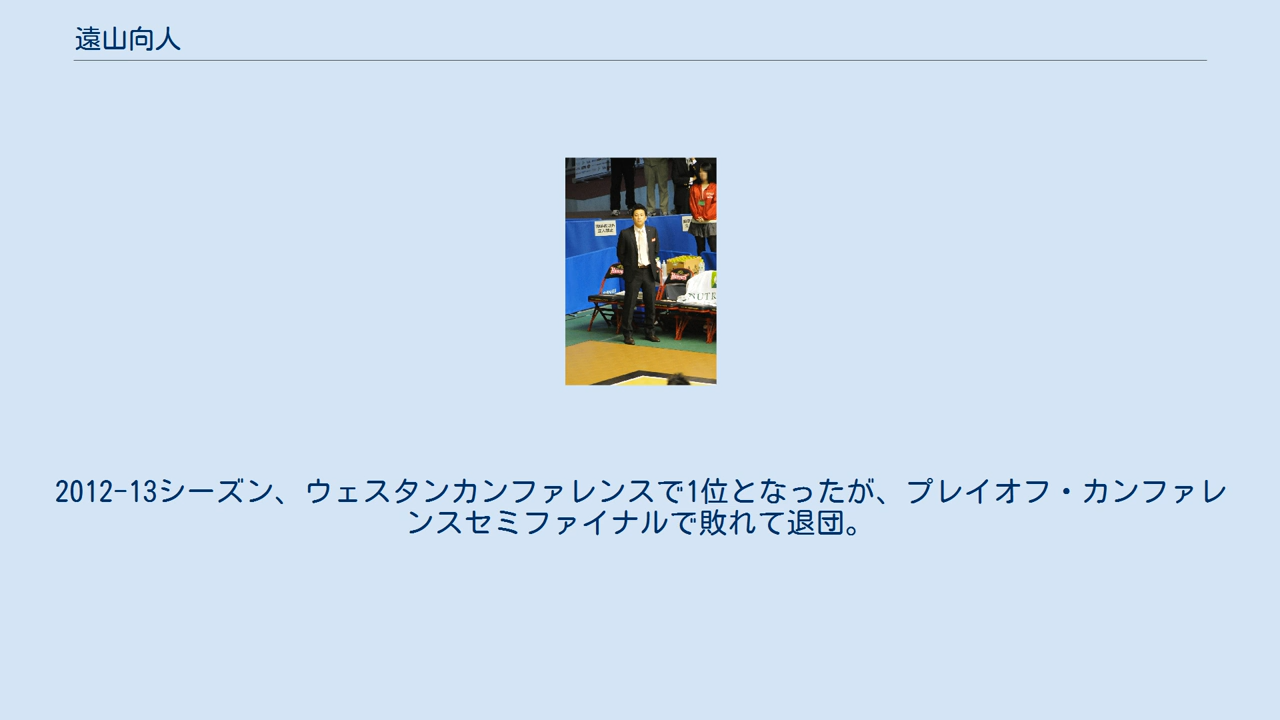 遠山向人
NUTR
2012-13シーズン、ウェスタンカンファレンスで1位となったが、プレイオフ・カンファレ
ンスセミファイナルで敗れて退団。